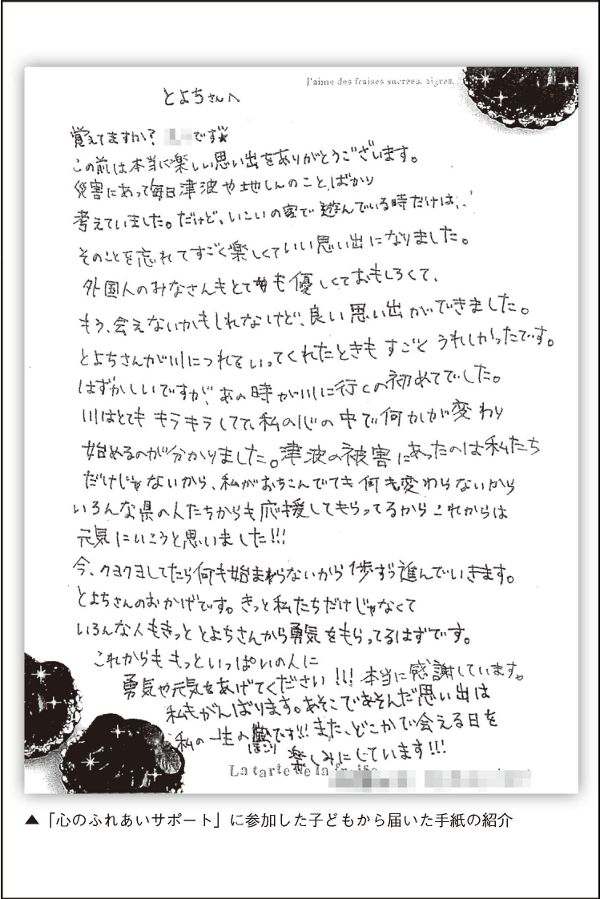 J'aime des fraises sucrées, aigres.
とよちさんへ
覚えてますか? です☆
この前は本当に楽しい思い出をありがとうございます。
災害にあって毎日津波や地しんのことばかり
考えていました。だけど、いこいの家で遊んでいる時だけは、
そのことを忘れてすごく楽しくていい思い出になりました。
外国人のみなさんもとても優しくておもしろくて、
もう、会えないかもしれないけど、良い思い出ができました。
とよちさんが川につれていってくれたときも すごく うれしかったです。
はずかしいですが、あの時が川に行くの初めてでした。
川はとても キラキラしてて、私の心の中で何かが変わり
始めるのが分かりました。津波の被害にあったのは私たち
だけじゃないから、私がおちこんでても何も変わらないから
いろんな県の人たちからも応援してもらってるからこれからは
元気にいこうと思いました!!!
今、クヨクヨしてたら何も始まわらないから 1歩ずつ進んでいきます。
とよちさんのおかげです。きっと私たちだけじゃなくて
いろんな人もきっと とよちさんから勇気をもらってるはずです。
これからも もっといっぱいの人に
勇気や元気をあげてください!!! 本当に感謝しています。
私もがんばります。あそこであそんだ思い出は
私の一生の です!! また、どこかで会える日を
ほこり
楽しみにしています!!!
La tarte de la fraise
▲「心のふれあいサポート」に参加した子どもから届いた手紙の紹介